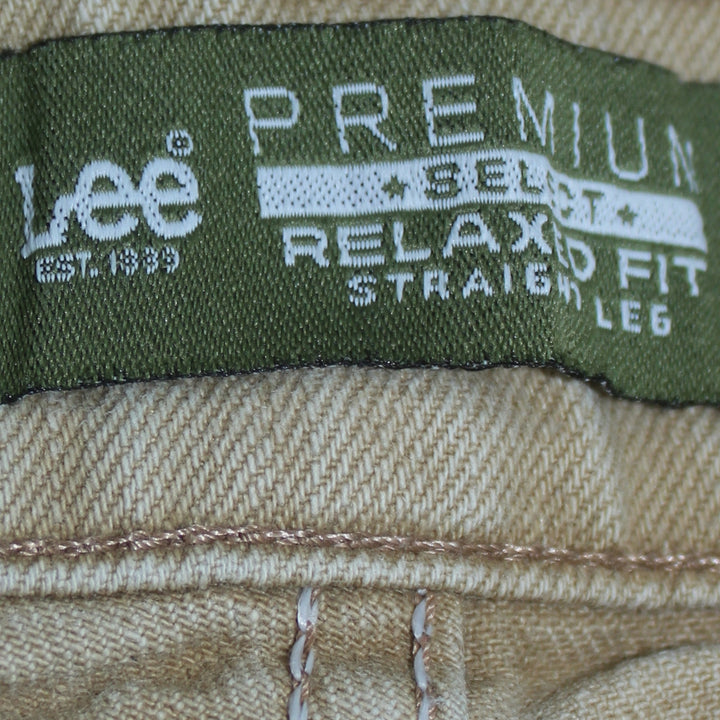 Lee®
EST. 1889
PREMIUM
★ SELECT ★
RELAXED FIT
STRAIGHT LEG